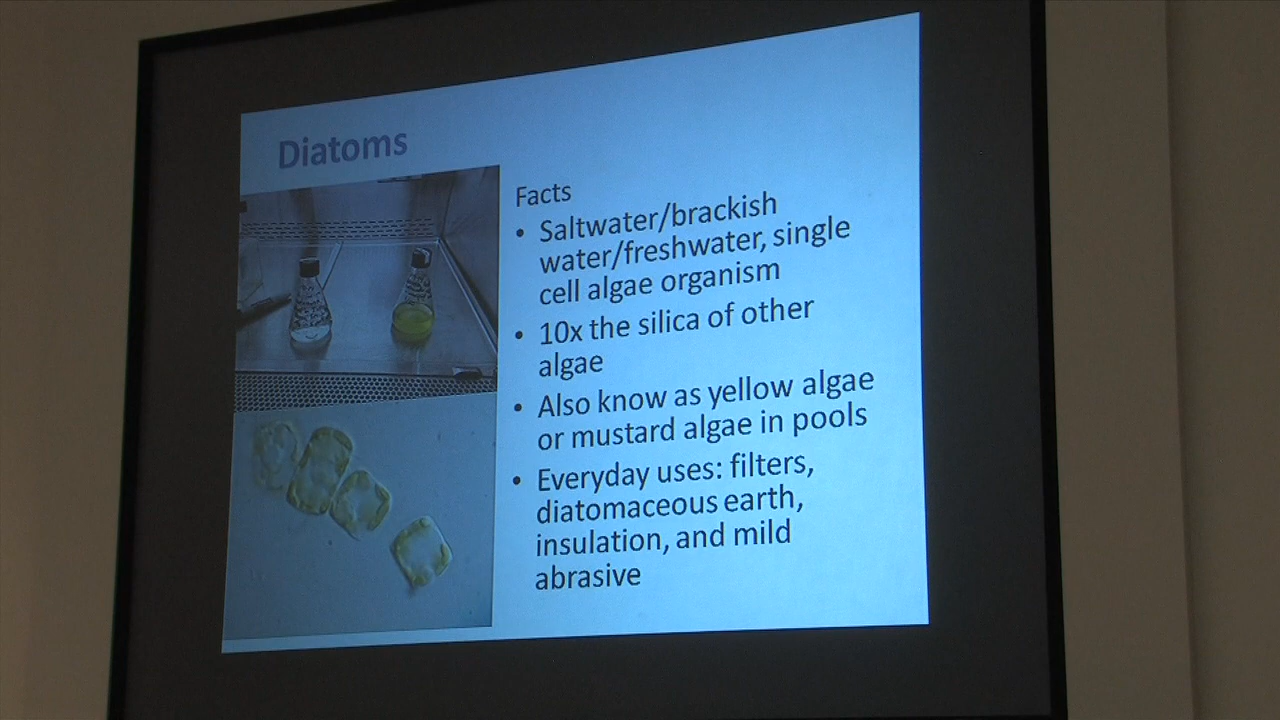 Diatoms
Facts
• Saltwater/brackish
water/freshwater, single
cell algae organism
• 10x the silica of other
algae
• Also know as yellow algae
or mustard algae in pools
• Everyday uses: filters,
diatomaceous earth,
insulation, and mild
abrasive